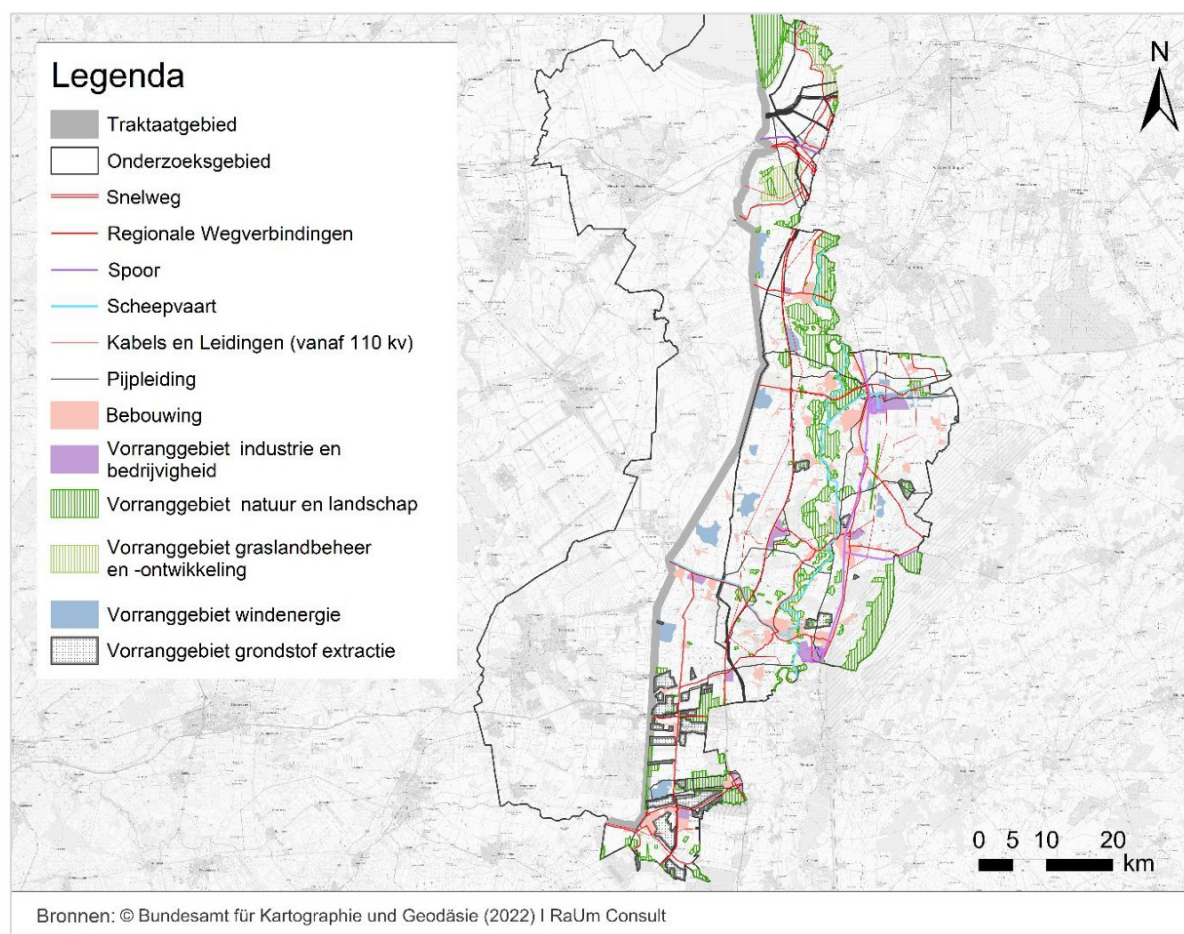 Legenda
Traktaatgebied
Onderzoeksgebied
Snelweg
Regionale Wegverbindingen
Spoor
Scheepvaart
Kabels en Leidingen (vanaf 110 kv)
Pijpleiding
Bebouwing
Vorranggebiet industrie en
bedrijvigheid
Vorranggebiet natuur en landschap
Vorranggebiet graslandbeheer
en -ontwikkeling
Vorranggebiet windenergie
Vorranggebiet grondstof extractie
N
0 5 10 20
km
Bronnen: © Bundesamt für Kartographie und Geodäsie (2022) I RaUm Consult